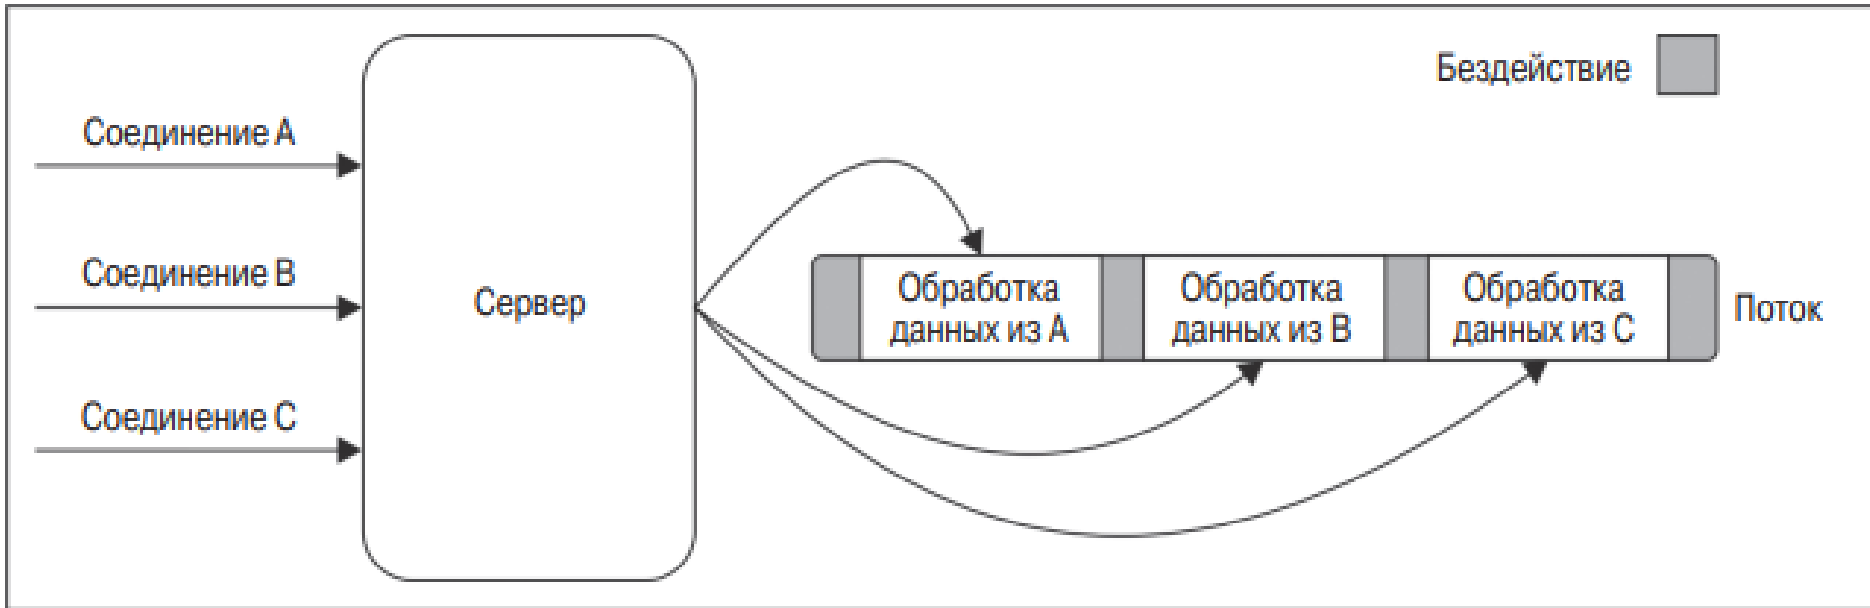 Бездействие
Соединение A
Соединение B
Соединение C
Сервер
Обработка
данных из A
Обработка
данных из B
Обработка
данных из C
Поток